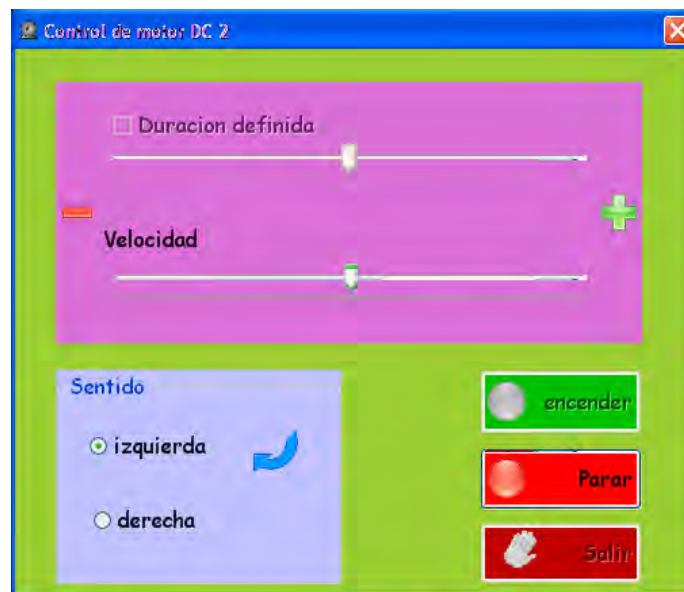 Control de motor DC 2
Duracion definida
Velocidad
Sentido
izquierda
derecha
encender
Parar
Salir